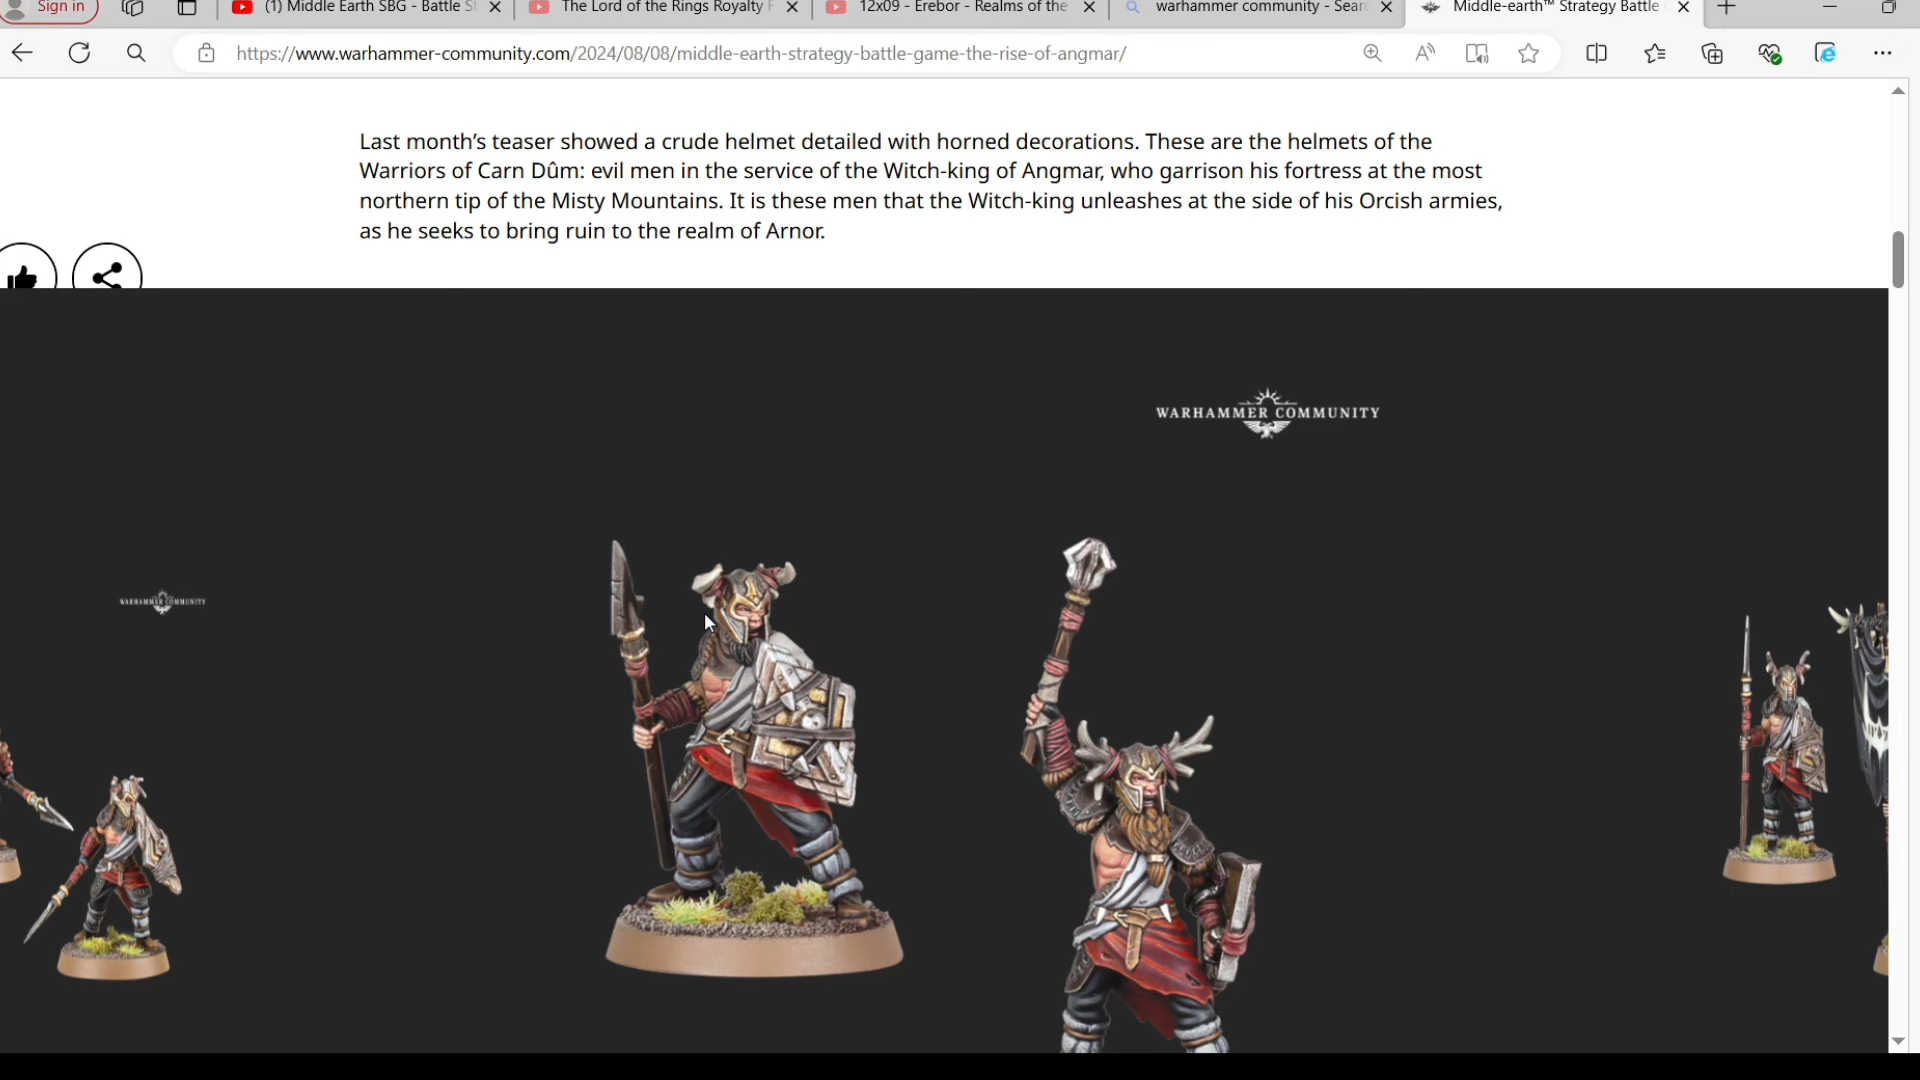 Sign in
(1) Middle Earth SBG - Battle S
The Lord of the Rings Royalty F
12x09 - Erebor - Realms of the
warhammer community - Sear
Middle-earth™ Strategy Battle
https://www.warhammer-community.com/2024/08/08/middle-earth-strategy-battle-game-the-rise-of-angmar/
Last month's teaser showed a crude helmet detailed with horned decorations. These are the helmets of the
Warriors of Carn Dûm: evil men in the service of the Witch-king of Angmar, who garrison his fortress at the most
northern tip of the Misty Mountains. It is these men that the Witch-king unleashes at the side of his Orcish armies,
as he seeks to bring ruin to the realm of Arnor.
WARHAMMER COMMUNITY
WARHAMMER COMMUNITY